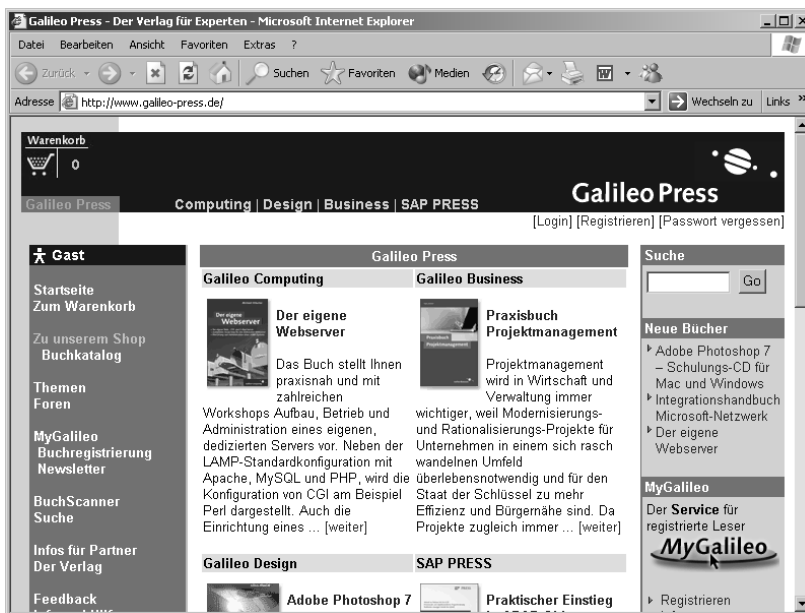 Galileo Press - Der Verlag für Experten - Microsoft Internet Explorer
Datei Bearbeiten Ansicht Favoriten Extras ?
Zurück Suchen Favoriten Medien
Adresse http://www.galileo-press.de/ Wechseln zu Links »
Warenkorb
0
Galileo Press
Galileo Press Computing | Design | Business | SAP PRESS
[Login] [Registrieren] [Passwort vergessen]
Gast
Startseite
Zum Warenkorb
Zu unserem Shop
Buchkatalog
Themen
Foren
MyGalileo
Buchregistrierung
Newsletter
BuchScanner
Suche
Infos für Partner
Der Verlag
Feedback
Galileo Press
Galileo Computing
Der eigene
Webserver
Das Buch stellt Ihnen
praxisnah und mit
zahlreichen
Workshops Aufbau, Betrieb und
Administration eines eigenen,
dedizierten Servers vor. Neben der
LAMP-Standardkonfiguration mit
Apache, MySQL und PHP, wird die
Konfiguration von CGI am Beispiel
Perl dargestellt. Auch die
Einrichtung eines ... [weiter]
Galileo Business
Praxisbuch
Projektmanagement
Projektmanagement
wird in Wirtschaft und
Verwaltung immer
wichtiger, weil Modernisierungs-
und Rationalisierungs-Projekte für
Unternehmen in einem sich rasch
wandelnen Umfeld
überlebensnotwendig und für den
Staat der Schlüssel zu mehr
Effizienz und Bürgernähe sind. Da
Projekte zugleich immer ... [weiter]
Galileo Design
Adobe Photoshop 7
SAP PRESS
Praktischer Einstieg
Suche
Go
Neue Bücher
Adobe Photoshop 7
– Schulungs-CD für
Mac und Windows
Integrationshandbuch
Microsoft-Netzwerk
Der eigene
Webserver
MyGalileo
Der Service für
registrierte Leser
MyGalileo
Registrieren